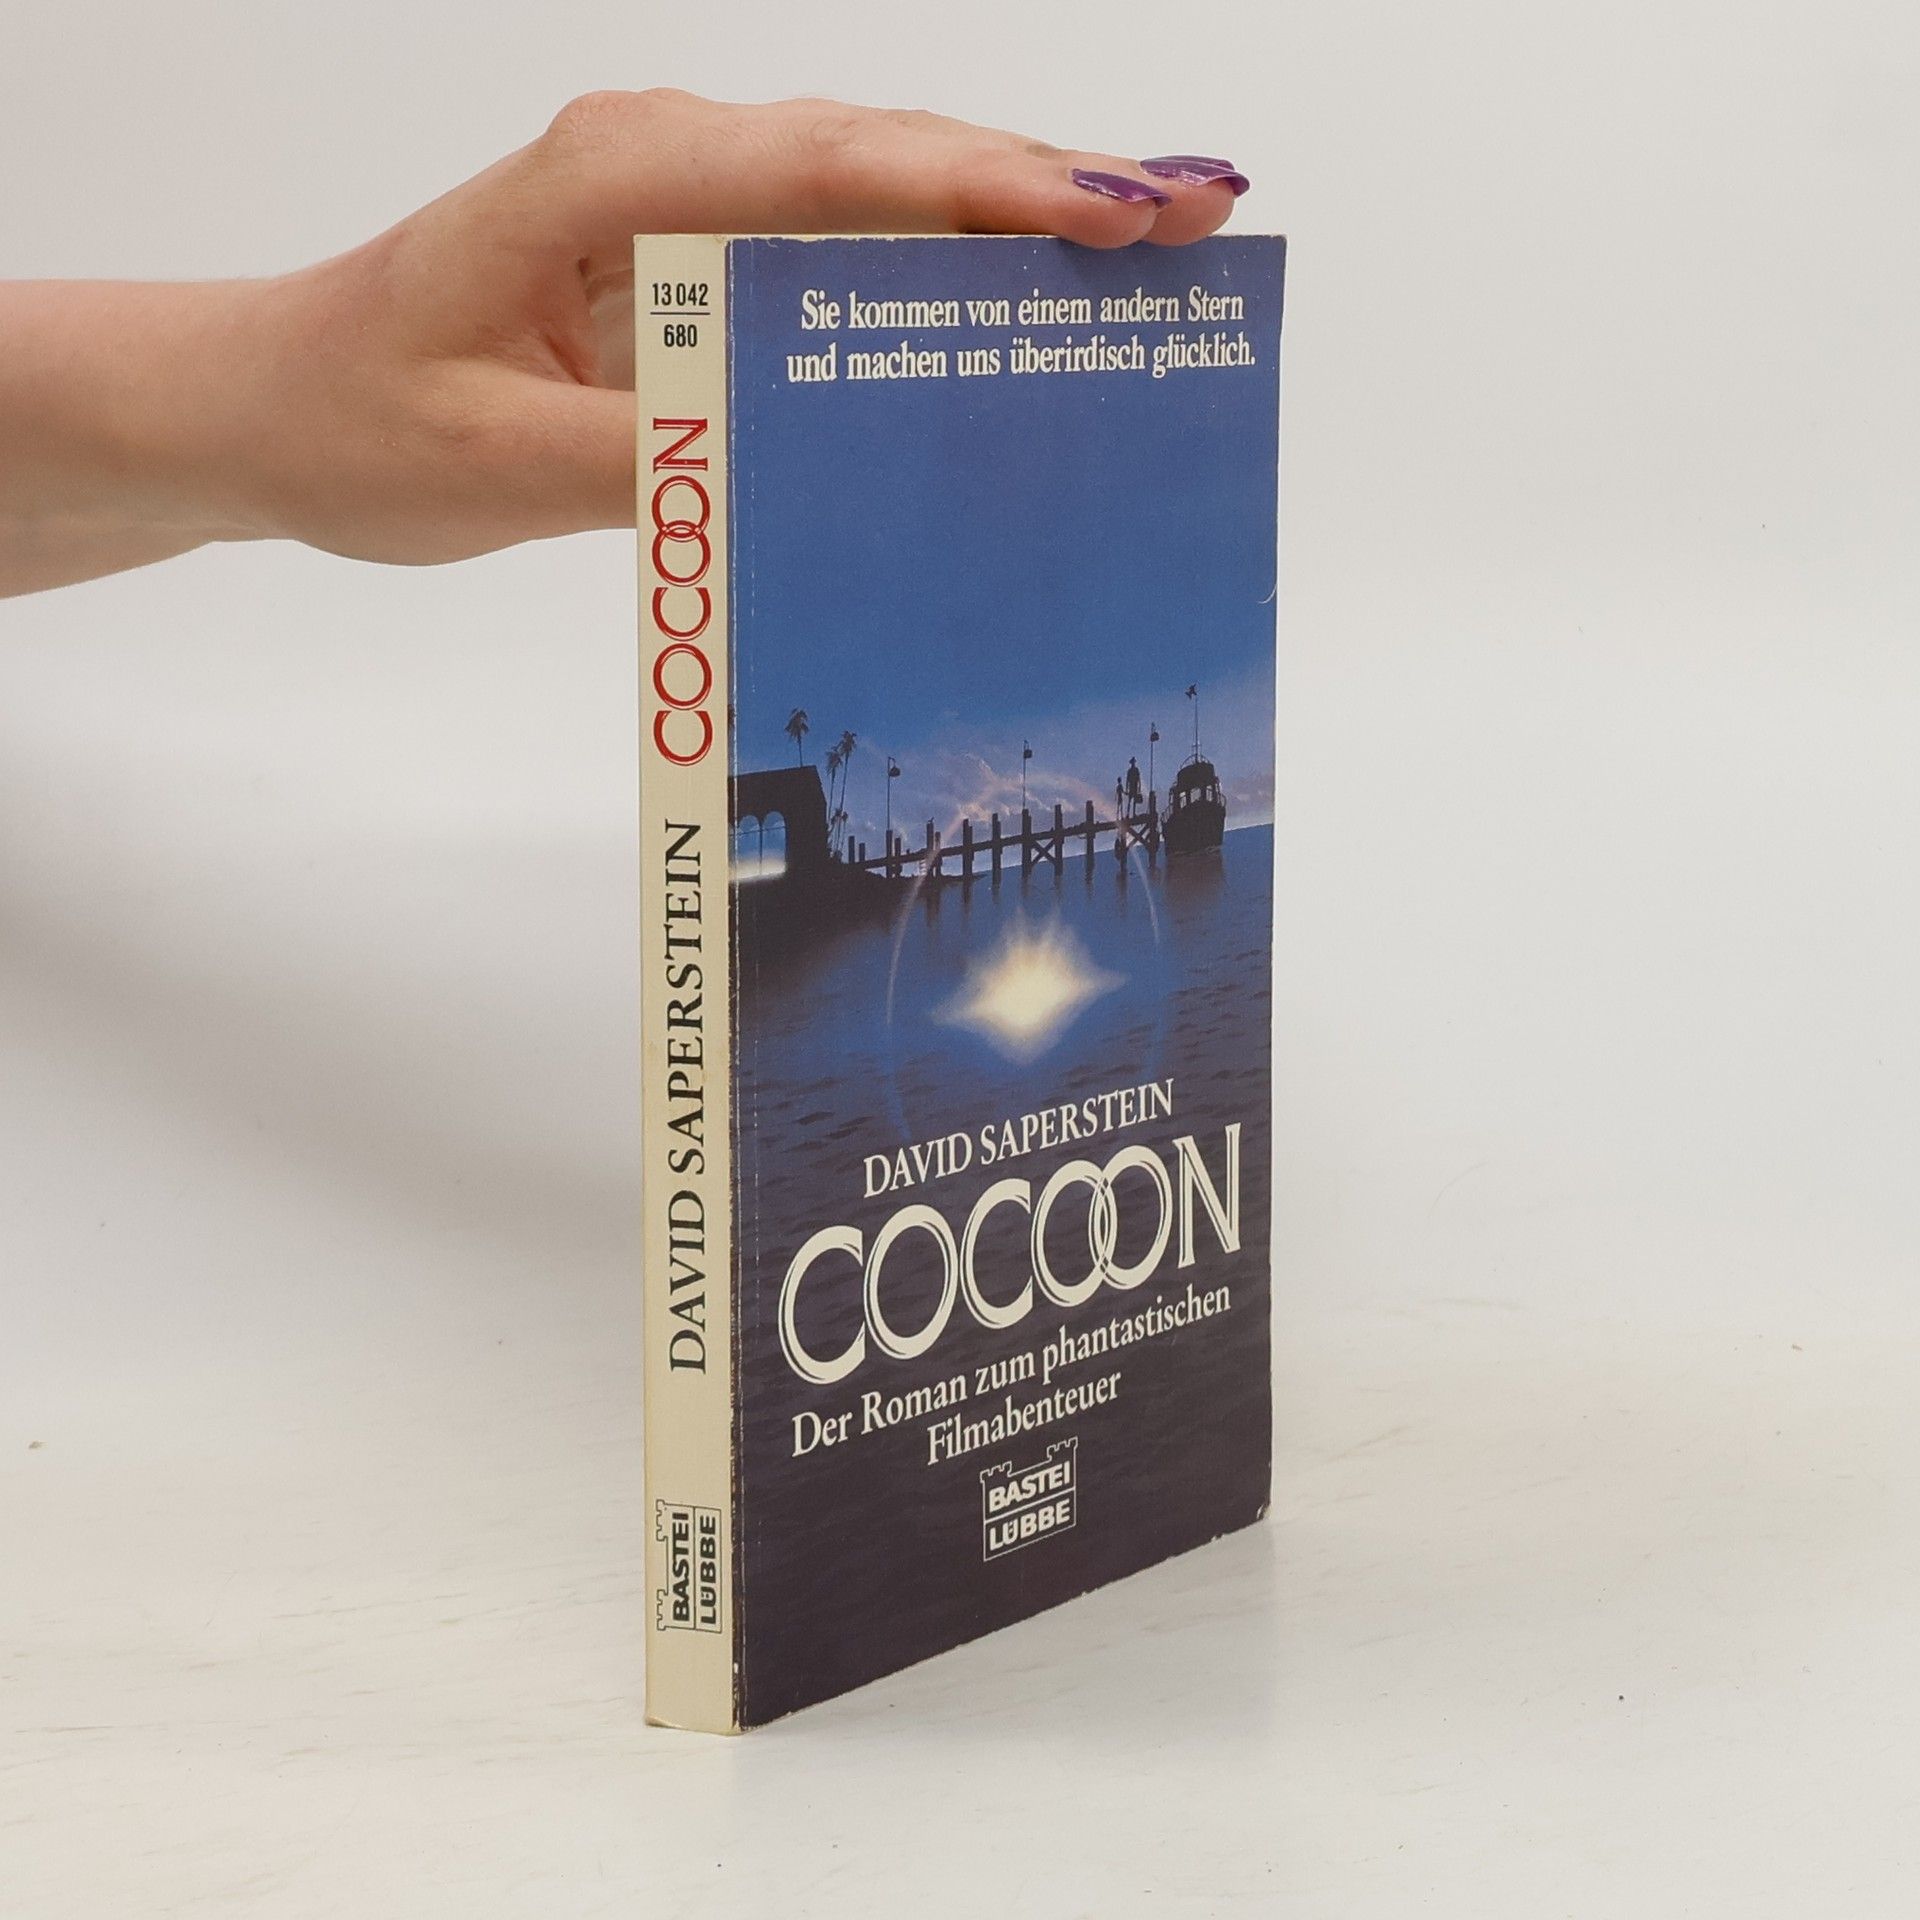 13 042
680
COCOON
DAVID SAPERSTEIN
BASTEI
LÜBBE
Sie kommen von einem andern Stern
und machen uns überirdisch glücklich.
DAVID SAPERSTEIN
COCOON
Der Roman zum phantastischen
Filmabenteuer
BASTEI
LÜBBE